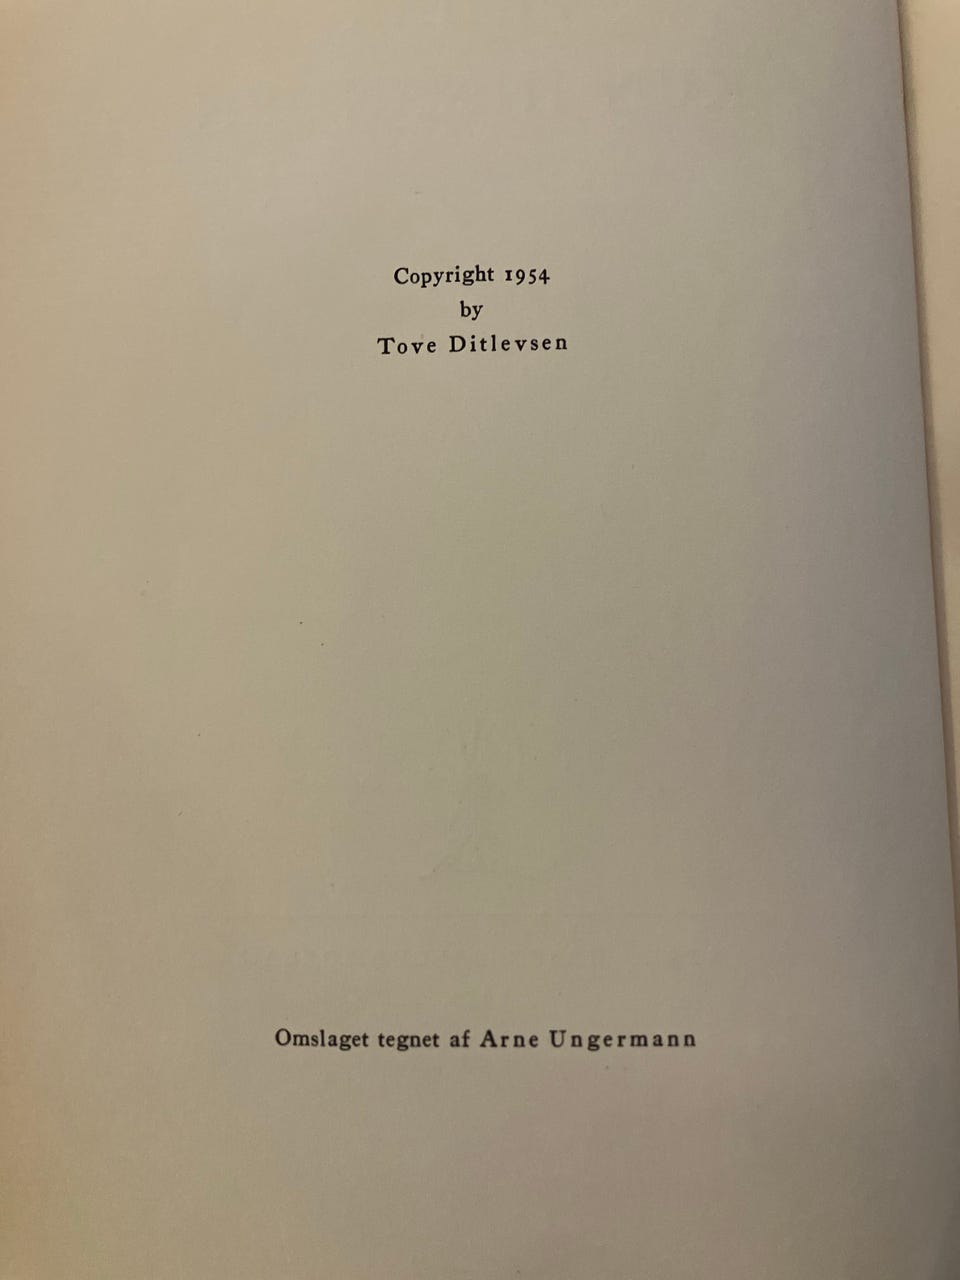 Copyright 1954
by
Tove Ditlevsen
Omslaget tegnet af Arne Ungermann